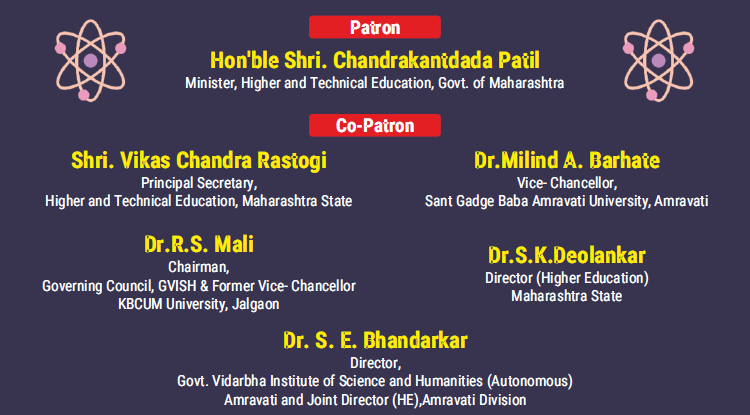 Patron
Hon'ble Shri. Chandrakantdada Patil
Minister, Higher and Technical Education, Govt. of Maharashtra
Co-Patron
Shri. Vikas Chandra Rastogi
Principal Secretary,
Higher and Technical Education, Maharashtra State
Dr.Milind A. Barhate
Vice- Chancellor,
Sant Gadge Baba Amravati University, Amravati
Dr.R.S. Mali
Chairman,
Governing Council, GVISH & Former Vice- Chancellor
KBCUM University, Jalgaon
Dr.S.K.Deolankar
Director (Higher Education)
Maharashtra State
Dr. S. E. Bhandarkar
Director,
Govt. Vidarbha Institute of Science and Humanities (Autonomous)
Amravati and Joint Director (HE),Amravati Division